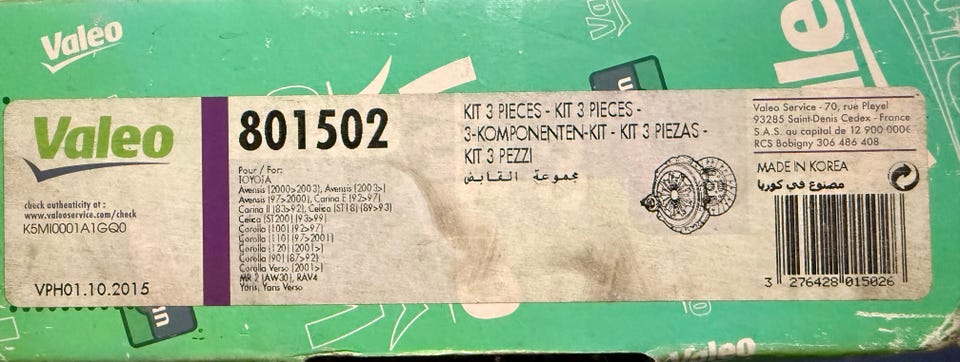 Valeo
Valeo
check authenticity at :
www.valeoservice.com/check
K5MI0001A1GQ0
VPH01.10.2015
801502
Pour / For:
TOYOTA
Avensis (2000>2003), Avensis (2003>)
Avensis (97>2000), Carina E (92>97)
Carina II (83>92), Celica (ST18) (89>93)
Celica (ST200) (93>99)
Corolla (100) (92>97)
Corolla (110) (97>2001)
Corolla (120) (2001>)
Corolla (90) (87>92)
Corolla Verso (2001>)
MR 2 (AW30), RAV4
Yaris, Yaris Verso
KIT 3 PIECES - KIT 3 PIECES -
3-KOMPONENTEN-KIT - KIT 3 PIEZAS -
KIT 3 PEZZI
مجموعة القابض
Valeo Service - 70, rue Pleyel
93285 Saint-Denis Cedex - France
S.A.S. au capital de 12 900 000€
RCS Bobigny 306 486 408
MADE IN KOREA
مصنوع في كوريا
3 276428 015026
Valeo